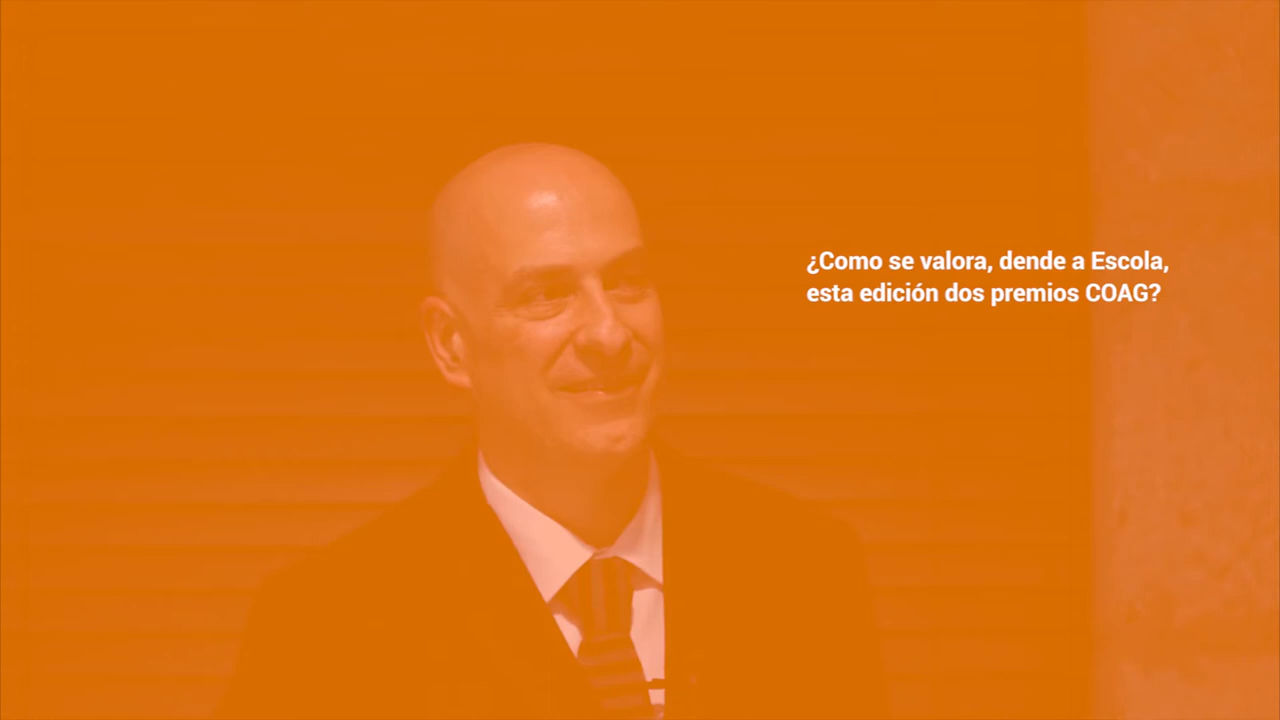 ¿Como se valora, dende a Escola,
esta edición dos premios COAG?